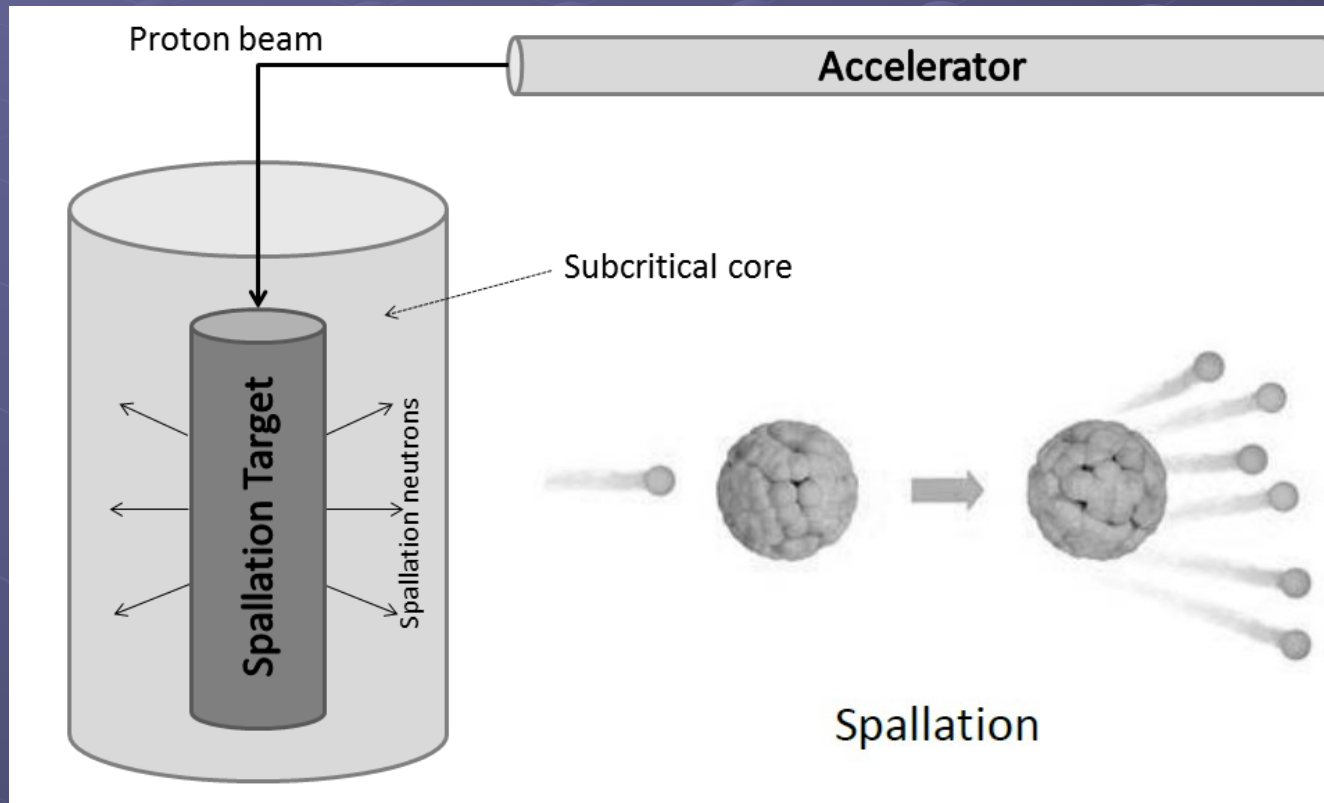 Proton beam
Accelerator
Subcritical core
Spallation Target
Spallation neutrons
Spallation